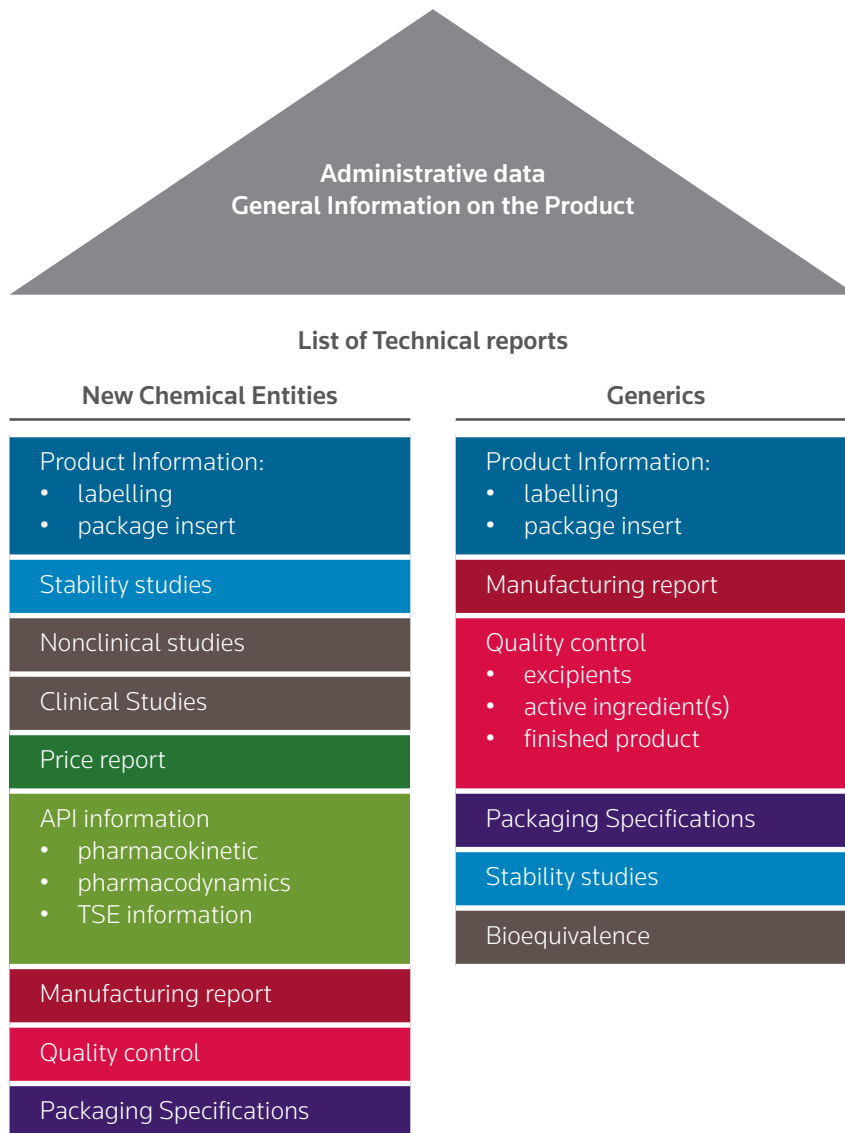 Administrative data
General Information on the Product
List of Technical reports
New Chemical Entities
Product Information:
• labelling
• package insert
Stability studies
Nonclinical studies
Clinical Studies
Price report
API information
• pharmacokinetic
• pharmacodynamics
• TSE information
Manufacturing report
Quality control
Packaging Specifications
Generics
Product Information:
• labelling
• package insert
Manufacturing report
Quality control
• excipients
• active ingredient(s)
• finished product
Packaging Specifications
Stability studies
Bioequivalence